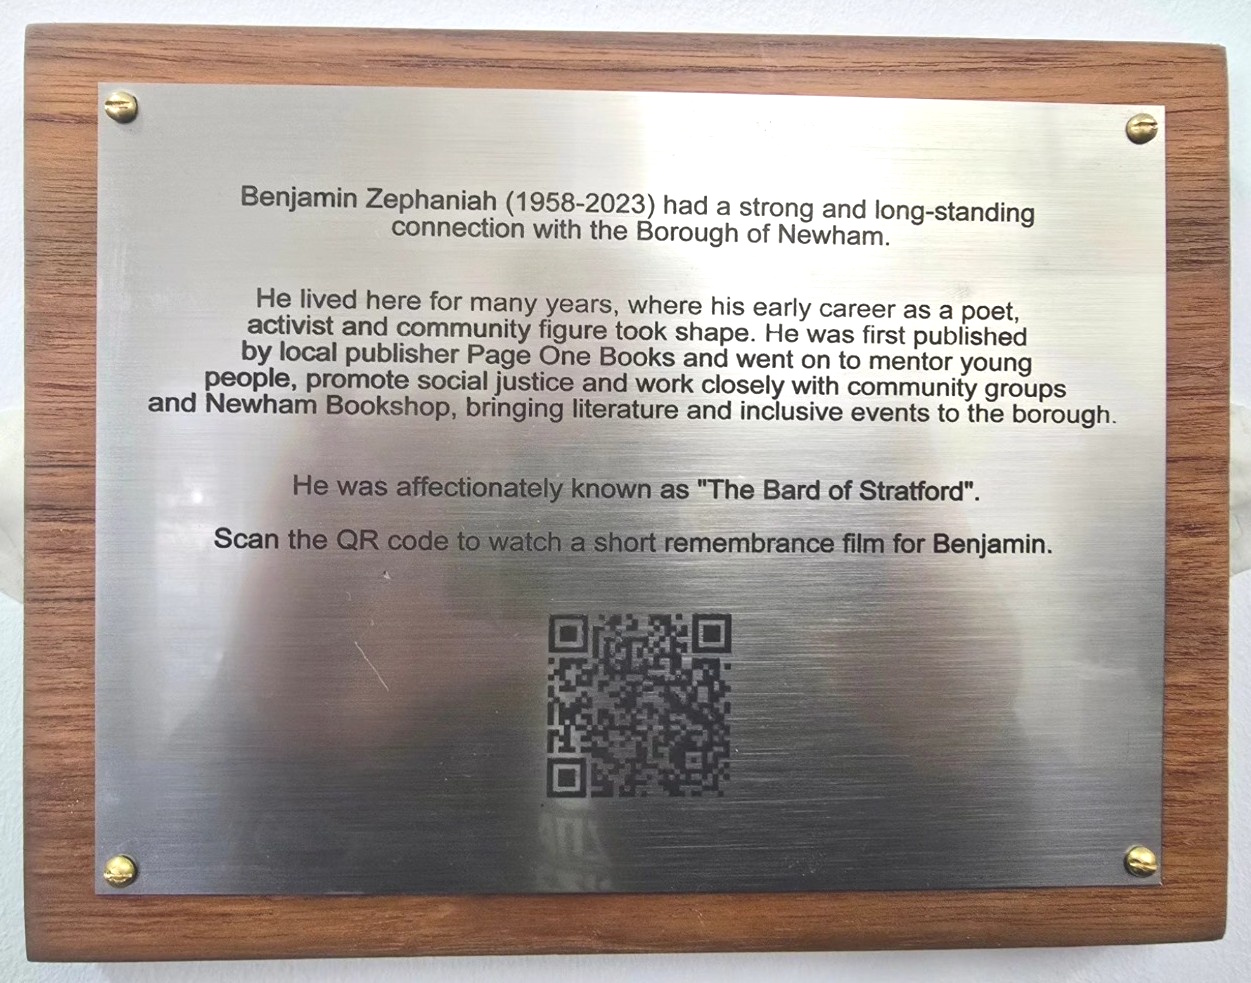 Benjamin Zephaniah (1958-2023) had a strong and long-standing
connection with the Borough of Newham.
He lived here for many years, where his early career as a poet,
activist and community figure took shape. He was first published
by local publisher Page One Books and went on to mentor young
people, promote social justice and work closely with community groups
and Newham Bookshop, bringing literature and inclusive events to the borough.
He was affectionately known as "The Bard of Stratford".
Scan the QR code to watch a short remembrance film for Benjamin.